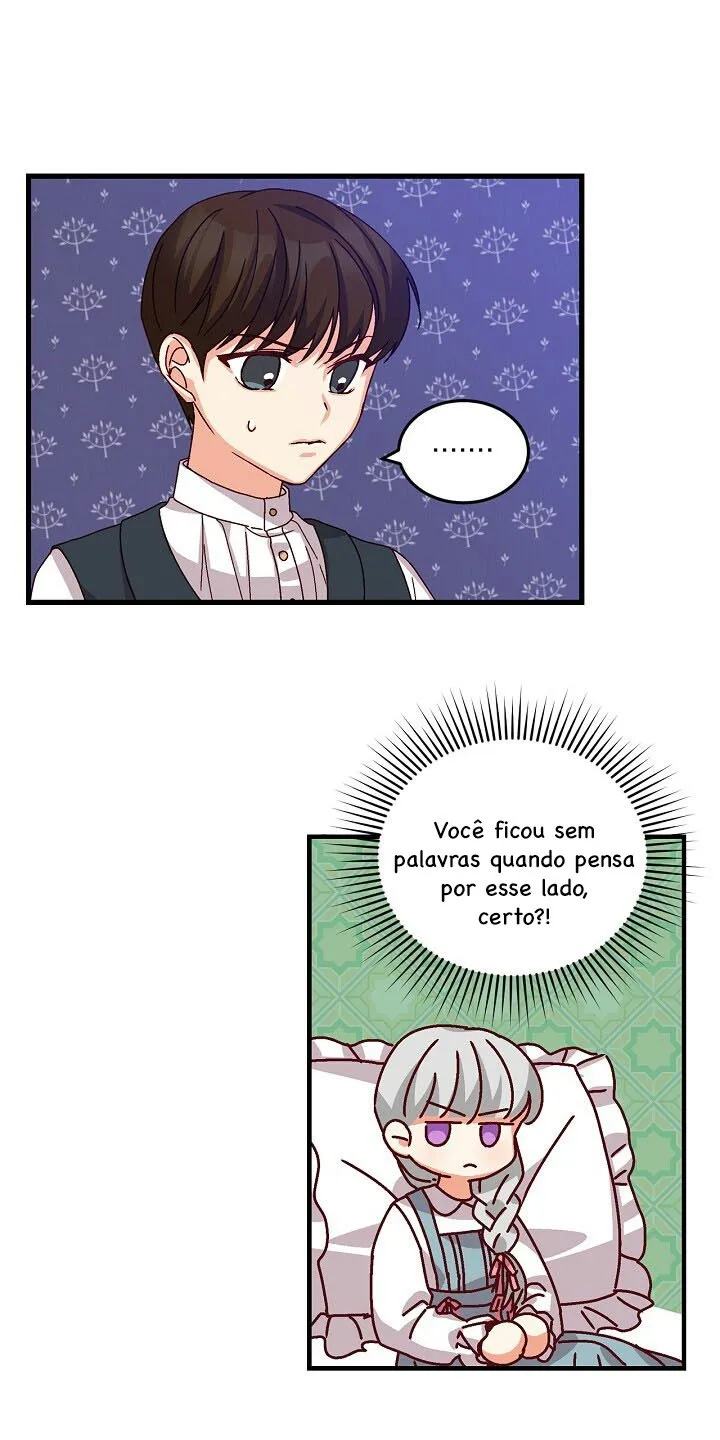 .......
Você ficou sem
palavras quando pensa
por esse lado,
certo?!